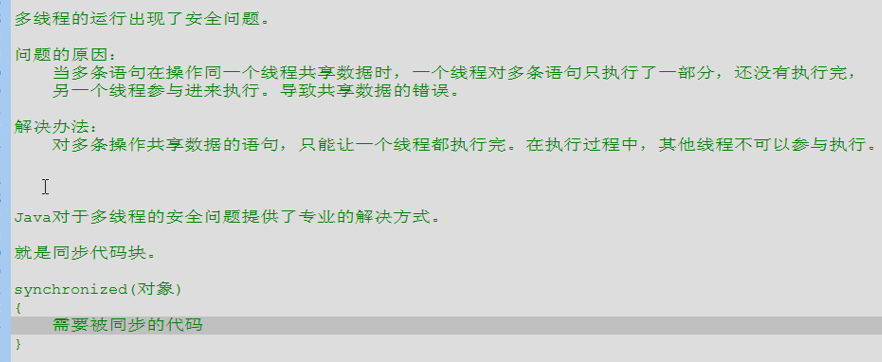 多线程的运行出现了安全问题。
问题的原因：
当多条语句在操作同一个线程共享数据时，一个线程对多条语句只执行了一部分，还没有执行完，
另一个线程参与进来执行。导致共享数据的错误。
解决办法：
对多条操作共享数据的语句，只能让一个线程都执行完。在执行过程中，其他线程不可以参与执行。
Java对于多线程的安全问题提供了专业的解决方式。
就是同步代码块。
synchronized(对象)
{
需要被同步的代码
}